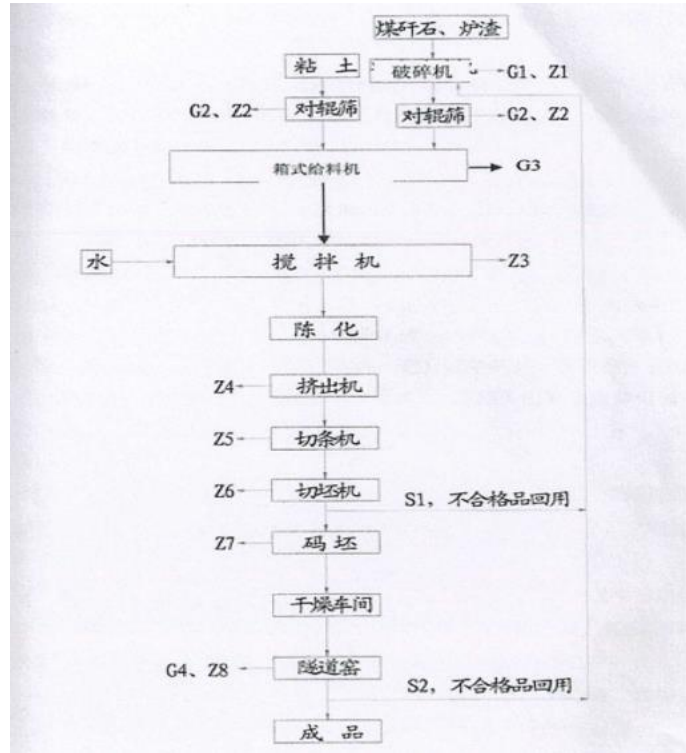 煤矸石、炉渣
粘 土
破碎机
G1、Z1
G2、Z2
对辊筛
对辊筛
G2、Z2
箱式给料机
G3
水
搅 拌 机
Z3
陈 化
Z4
挤出机
Z5
切条机
Z6
切坯机
S1，不合格品回用
Z7
码 坯
干燥车间
G4、Z8
隧道窑
S2，不合格品回用
成 品